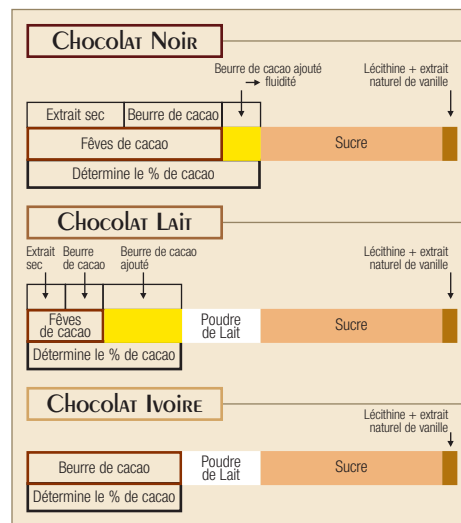 Chocolat Noir
Beurre de cacao ajouté
→ fluidité
Lécithine + extrait
naturel de vanille
Extrait sec
Beurre de cacao
Fêves de cacao
Sucre
Détermine le % de cacao
Chocolat Lait
Extrait
sec
Beurre
de cacao
Beurre de cacao
ajouté
Lécithine + extrait
naturel de vanille
Fêves
de cacao
Poudre
de Lait
Sucre
Détermine le % de cacao
Chocolat Ivoire
Lécithine + extrait
naturel de vanille
Beurre de cacao
Poudre
de Lait
Sucre
Détermine le % de cacao